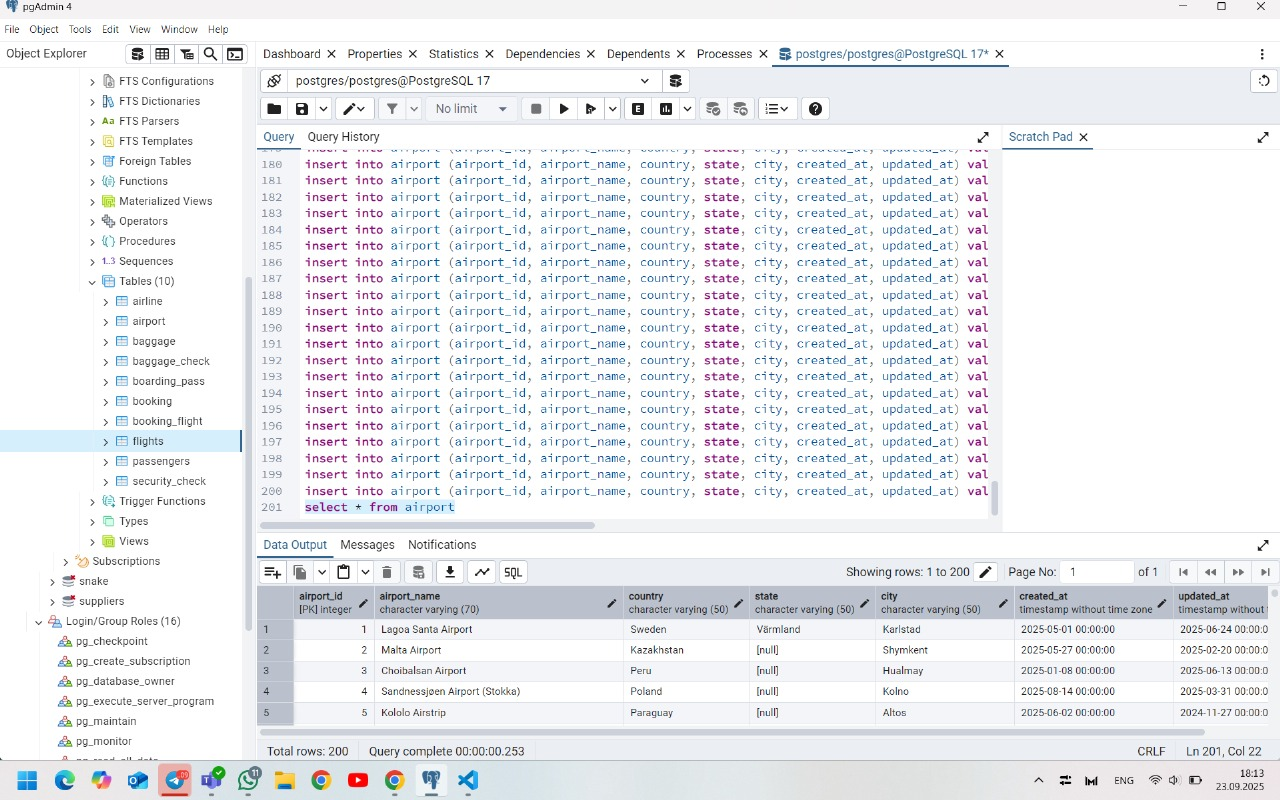 pgAdmin 4
File Object Tools Edit View Window Help
Object Explorer
Dashboard Properties Statistics Dependencies Dependents Processes postgres/postgres@PostgreSQL 17*
postgres/postgres@PostgreSQL 17
No limit
E
Query Query History
Scratch Pad
FTS Configurations
FTS Dictionaries
FTS Parsers
FTS Templates
Foreign Tables
Functions
Materialized Views
Operators
Procedures
1..3 Sequences
Tables (10)
airline
airport
baggage
baggage_check
boarding_pass
booking
booking_flight
flights
passengers
security_check
Trigger Functions
Types
Views
Subscriptions
snake
suppliers
Login/Group Roles (16)
pg_checkpoint
pg_create_subscription
pg_database_owner
pg_execute_server_program
pg_maintain
pg_monitor
180 insert into airport (airport_id, airport_name, country, state, city, created_at, updated_at) val
181 insert into airport (airport_id, airport_name, country, state, city, created_at, updated_at) val
182 insert into airport (airport_id, airport_name, country, state, city, created_at, updated_at) val
183 insert into airport (airport_id, airport_name, country, state, city, created_at, updated_at) val
184 insert into airport (airport_id, airport_name, country, state, city, created_at, updated_at) val
185 insert into airport (airport_id, airport_name, country, state, city, created_at, updated_at) val
186 insert into airport (airport_id, airport_name, country, state, city, created_at, updated_at) val
187 insert into airport (airport_id, airport_name, country, state, city, created_at, updated_at) val
188 insert into airport (airport_id, airport_name, country, state, city, created_at, updated_at) val
189 insert into airport (airport_id, airport_name, country, state, city, created_at, updated_at) val
190 insert into airport (airport_id, airport_name, country, state, city, created_at, updated_at) val
191 insert into airport (airport_id, airport_name, country, state, city, created_at, updated_at) val
192 insert into airport (airport_id, airport_name, country, state, city, created_at, updated_at) val
193 insert into airport (airport_id, airport_name, country, state, city, created_at, updated_at) val
194 insert into airport (airport_id, airport_name, country, state, city, created_at, updated_at) val
195 insert into airport (airport_id, airport_name, country, state, city, created_at, updated_at) val
196 insert into airport (airport_id, airport_name, country, state, city, created_at, updated_at) val
197 insert into airport (airport_id, airport_name, country, state, city, created_at, updated_at) val
198 insert into airport (airport_id, airport_name, country, state, city, created_at, updated_at) val
199 insert into airport (airport_id, airport_name, country, state, city, created_at, updated_at) val
200 insert into airport (airport_id, airport_name, country, state, city, created_at, updated_at) val
201 select * from airport
Data Output Messages Notifications
SQL Showing rows: 1 to 200 Page No: 1 of 1
airport_id airport_name country state city created_at updated_at
[PK] integer character varying (70) character varying (50) character varying (50) character varying (50) timestamp without time zone timestamp without t
1 1 Lagoa Santa Airport Sweden Värmland Karlstad 2025-05-01 00:00:00 2025-06-24 00:00:0
2 2 Malta Airport Kazakhstan [null] Shymkent 2025-05-27 00:00:00 2025-02-20 00:00:0
3 3 Choibalsan Airport Peru [null] Hualmay 2025-01-08 00:00:00 2025-06-13 00:00:0
4 4 Sandnessjøen Airport (Stokka) Poland [null] Kolno 2025-08-14 00:00:00 2025-03-31 00:00:0
5 5 Kololo Airstrip Paraguay [null] Altos 2025-06-02 00:00:00 2024-11-27 00:00:0
Total rows: 200 Query complete 00:00:00.253 CRLF Ln 201, Col 22
ENG 18:13
23.09.2025